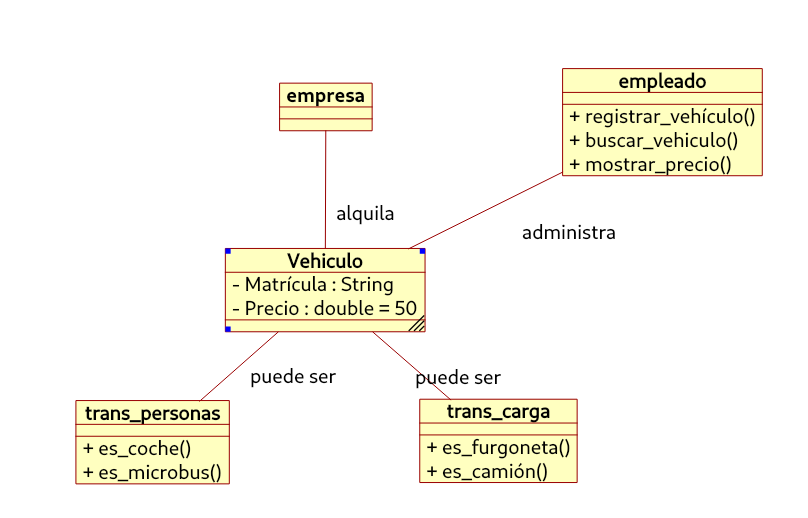 empresa
empleado
+ registrar_vehículo()
+ buscar_vehiculo()
+ mostrar_precio()
alquila
administra
Vehiculo
- Matrícula : String
- Precio : double = 50
puede ser
puede ser
trans_personas
+ es_coche()
+ es_microbus()
trans_carga
+ es_furgoneta()
+ es_camión()